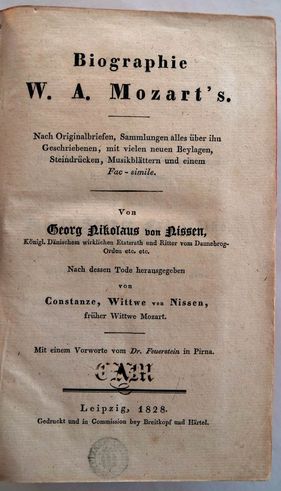 Biographie
W. A. Mozart's.
Nach Originalbriefen, Sammlungen alles über ihn
Geschriebenen, mit vielen neuen Beylagen,
Steindrücken, Musikblättern und einem
Fac-simile.
Von
Georg Nikolaus von Nissen,
Königl. Dänischem wirklichen Etatsrath und Ritter vom Dannebrog-
Orden etc. etc.
Nach dessen Tode herausgegeben
von
Constanze, Wittwe von Nissen,
früher Wittwe Mozart.
Mit einem Vorworte vom Dr. Feuerstein in Pirna.
CAM
Leipzig, 1828.
Gedruckt und in Commission bey Breitkopf und Härtel.